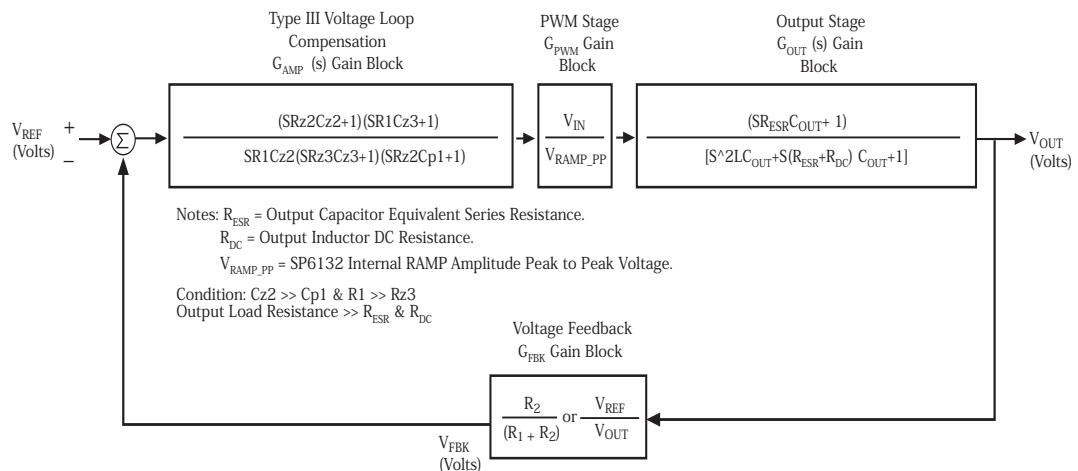 Type III Voltage Loop
Compensation
G_AMP (s) Gain Block
PWM Stage
G_PWM Gain
Block
Output Stage
G_OUT (s) Gain
Block
V_REF
(Volts)
+
−
Σ
(SRz2Cz2+1)(SR1Cz3+1)
SR1Cz2(SRz3Cz3+1)(SRz2Cp1+1)
V_IN
V_RAMP_PP
(SR_ESRC_OUT+ 1)
[S^2LC_OUT+S(R_ESR+R_DC) C_OUT+1]
V_OUT
(Volts)
Notes: R_ESR = Output Capacitor Equivalent Series Resistance.
R_DC = Output Inductor DC Resistance.
V_RAMP_PP = SP6132 Internal RAMP Amplitude Peak to Peak Voltage.
Condition: Cz2 >> Cp1 & R1 >> Rz3
Output Load Resistance >> R_ESR & R_DC
Voltage Feedback
G_FBK Gain Block
R_2
(R_1 + R_2)
or
V_REF
V_OUT
V_FBK
(Volts)